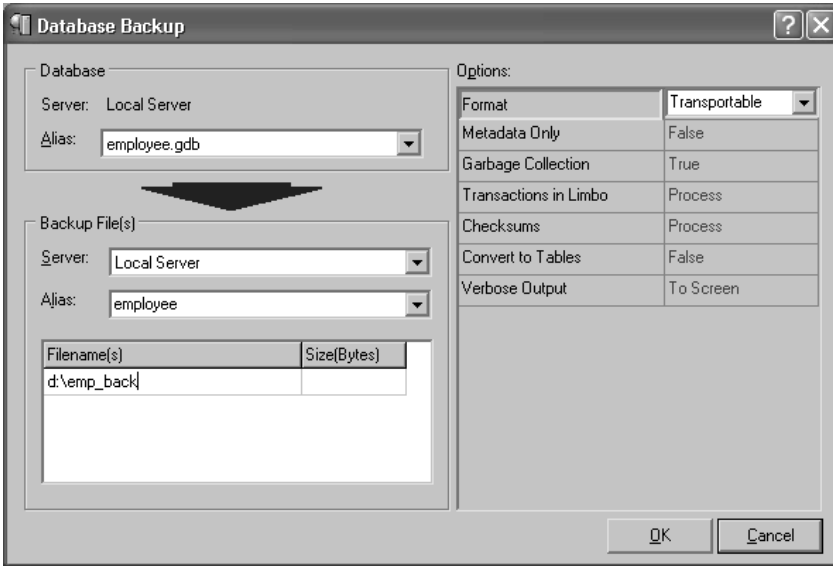 Database Backup
Database
Server: Local Server
Alias: employee.gdb
Backup File(s)
Server: Local Server
Alias: employee
Filename(s) Size(Bytes)
d:\emp_back
Options:
Format Transportable
Metadata Only False
Garbage Collection True
Transactions in Limbo Process
Checksums Process
Convert to Tables False
Verbose Output To Screen
OK Cancel